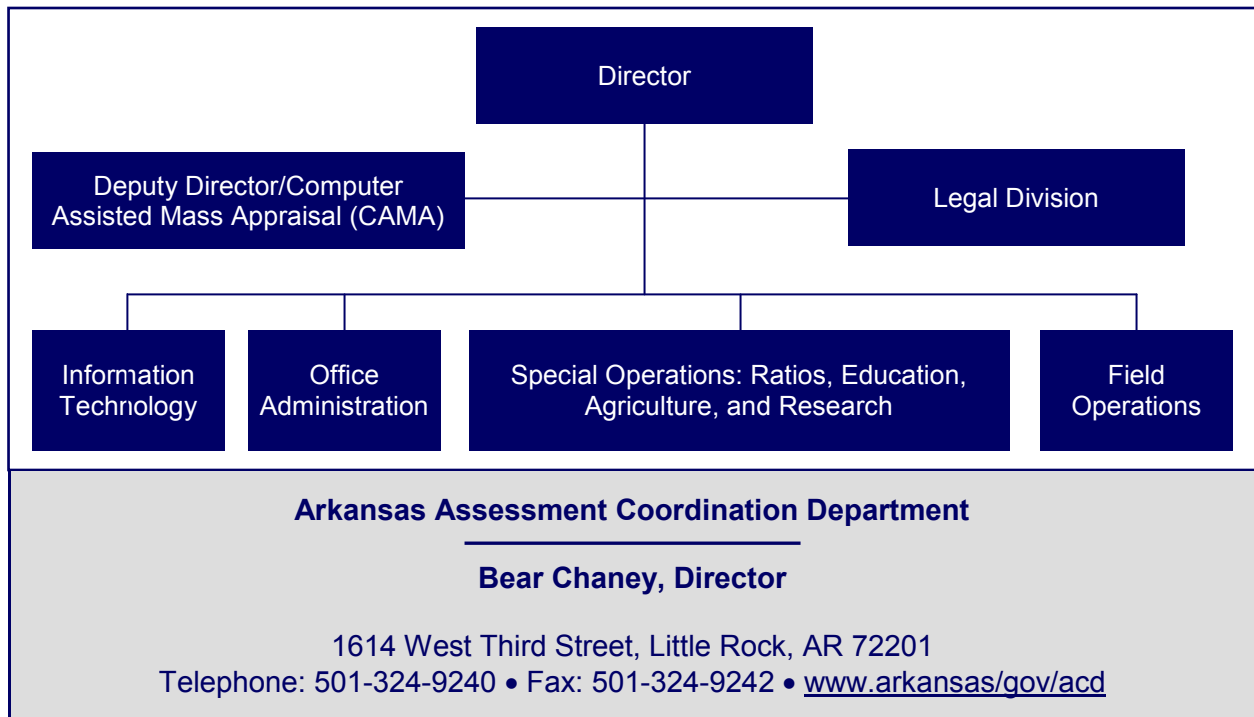 Director
Deputy Director/Computer
Assisted Mass Appraisal (CAMA)
Legal Division
Information
Technology
Office
Administration
Special Operations: Ratios, Education,
Agriculture, and Research
Field
Operations
Arkansas Assessment Coordination Department
Bear Chaney, Director
1614 West Third Street, Little Rock, AR 72201
Telephone: 501-324-9240 • Fax: 501-324-9242 • www.arkansas/gov/acd